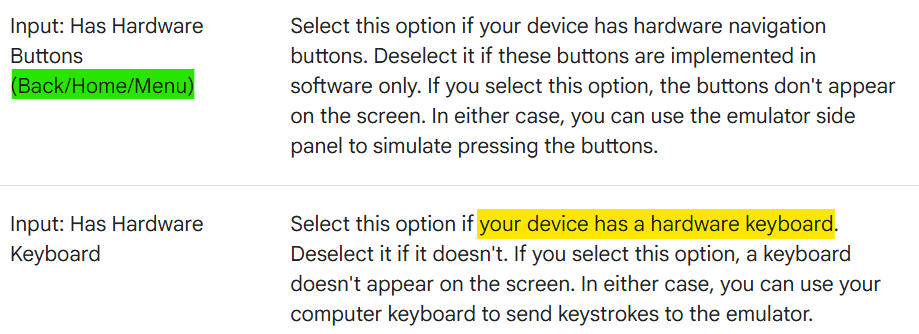 Input: Has Hardware
Buttons
(Back/Home/Menu)
Select this option if your device has hardware navigation
buttons. Deselect it if these buttons are implemented in
software only. If you select this option, the buttons don't appear
on the screen. In either case, you can use the emulator side
panel to simulate pressing the buttons.
Input: Has Hardware
Keyboard
Select this option if your device has a hardware keyboard.
Deselect it if it doesn't. If you select this option, a keyboard
doesn't appear on the screen. In either case, you can use your
computer keyboard to send keystrokes to the emulator.